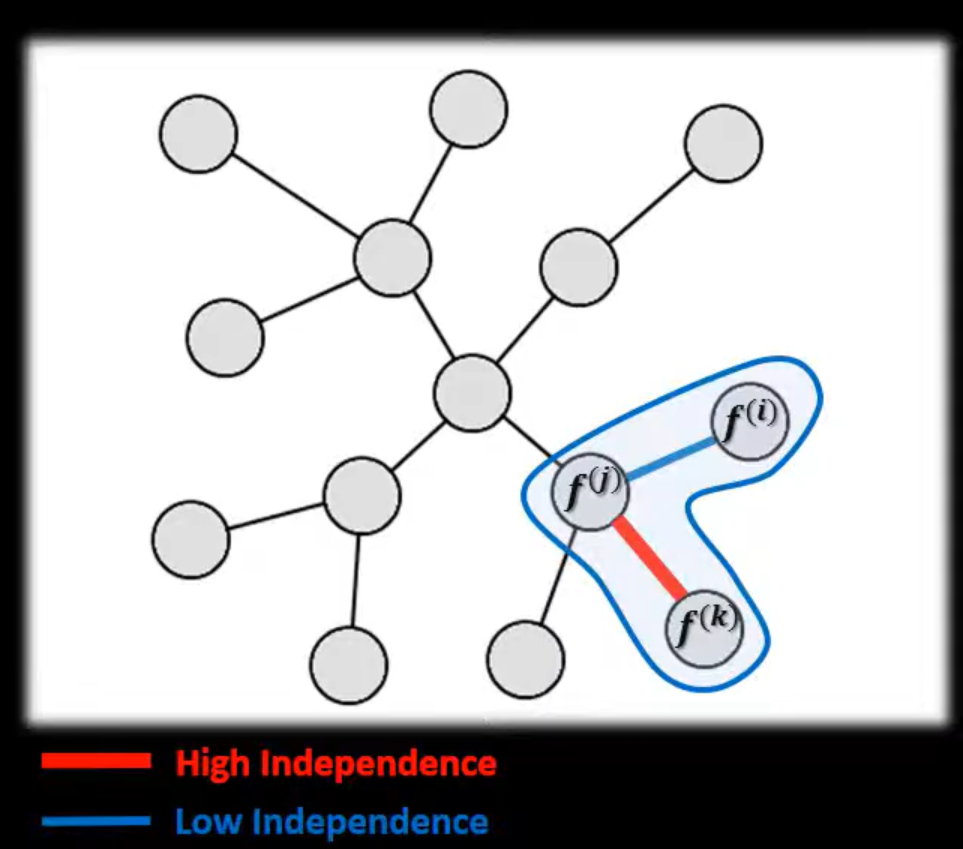 f(i)
f(j)
f(k)
High Independence
Low Independence